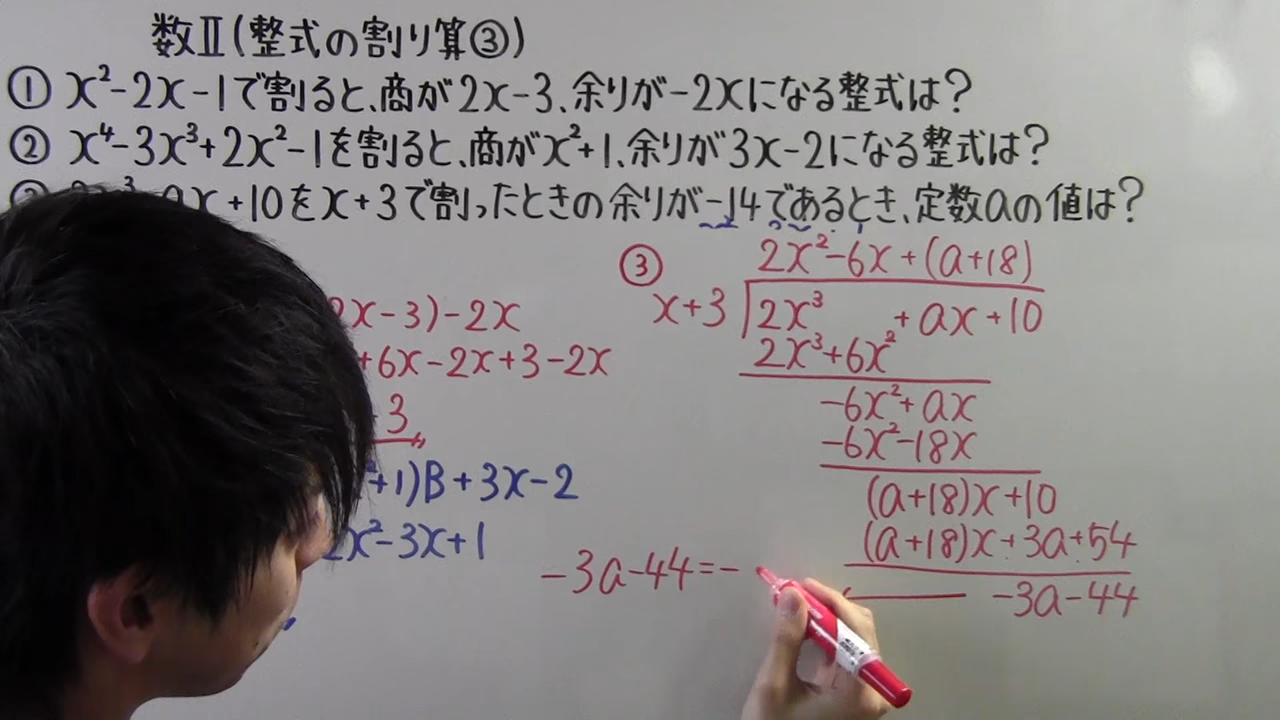 数Ⅱ(整式の割り算③)
① x²-2x-1で割ると、商が2x-3、余りが-2xになる整式は?
② x⁴-3x³+2x²-1を割ると、商がx²+1、余りが3x-2になる整式は?
x+10をx+3で割ったときの余りが-14であるとき、定数aの値は?
2x-3)-2x
+6x-2x+3-2x
3
+1)B+3x-2
2x²-3x+1
③
2x²-6x+(a+18)
x+3 2x³ +ax+10
2x³+6x²
-6x²+ax
-6x²-18x
(a+18)x+10
(a+18)x+3a+54
-3a-44
-3a-44=-